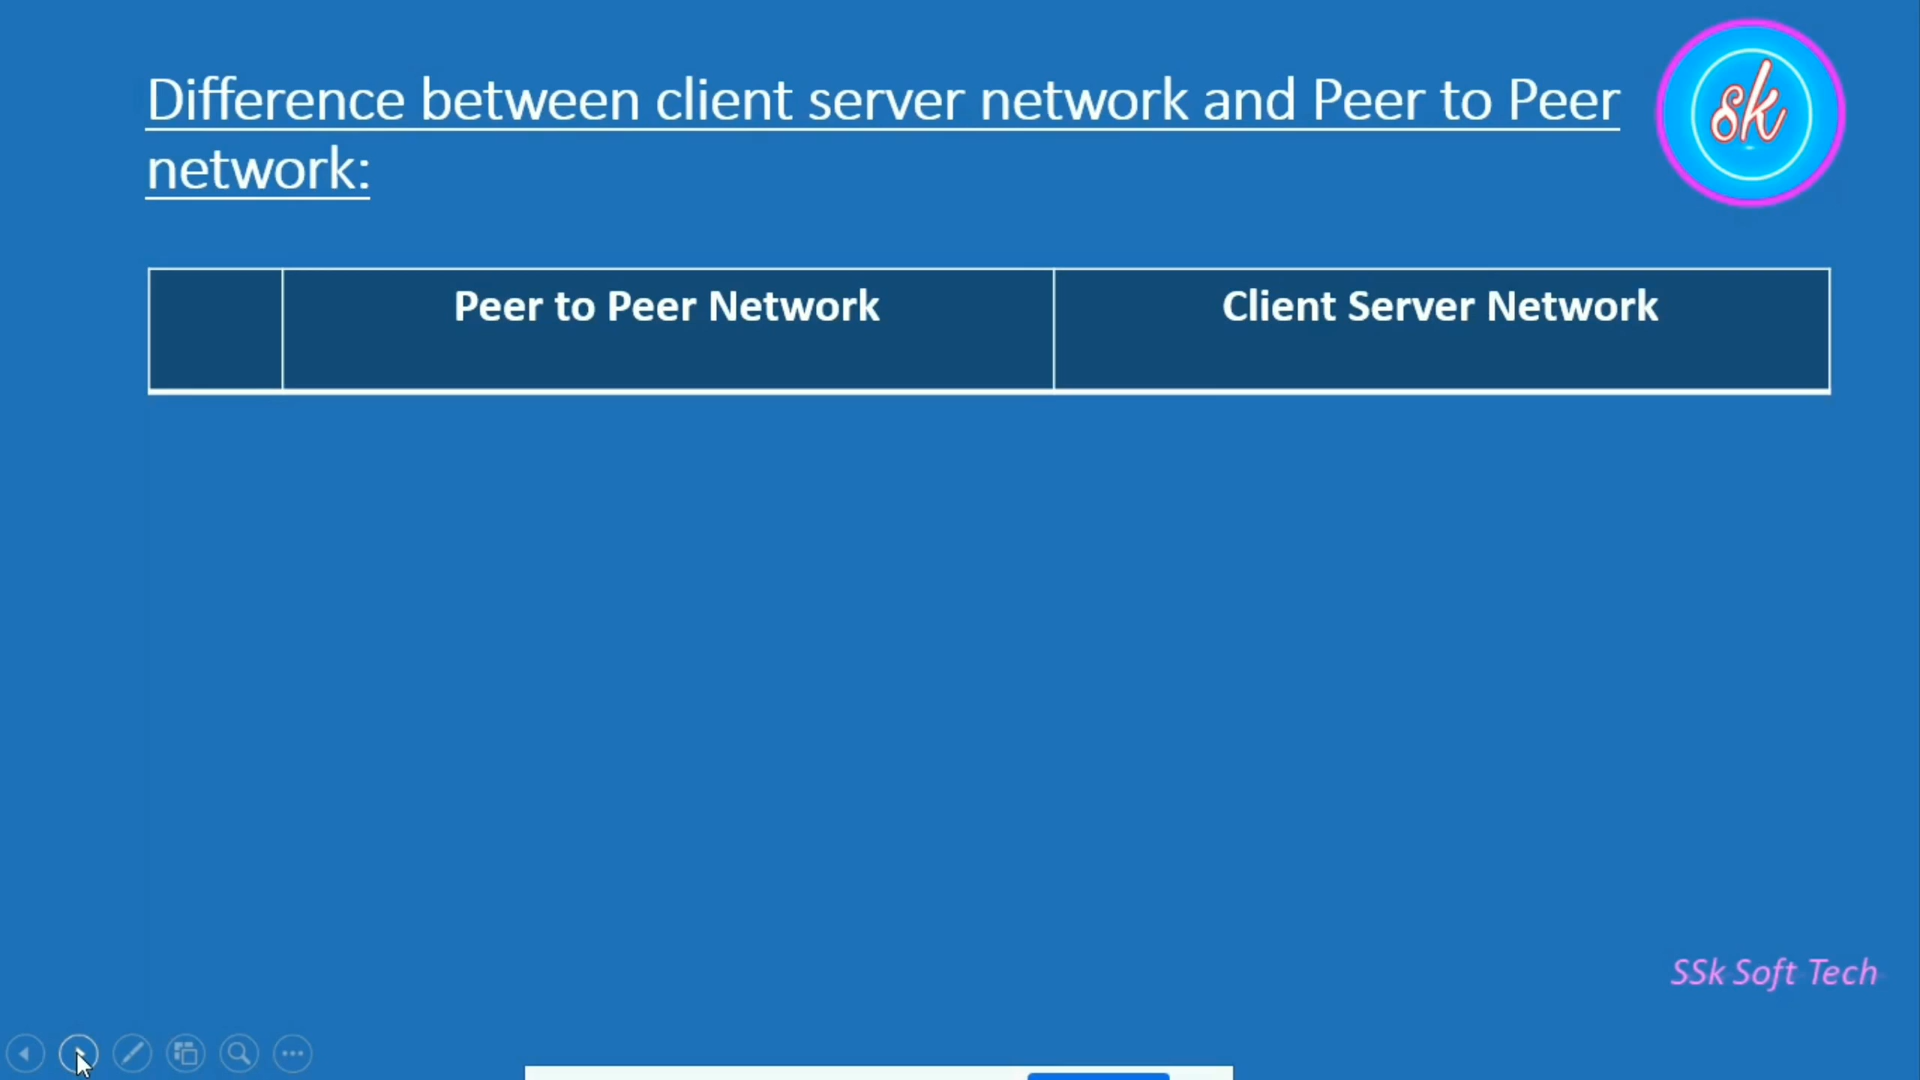 Difference between client server network and Peer to Peer
network:
sk
Peer to Peer Network
Client Server Network
SSk Soft Tech